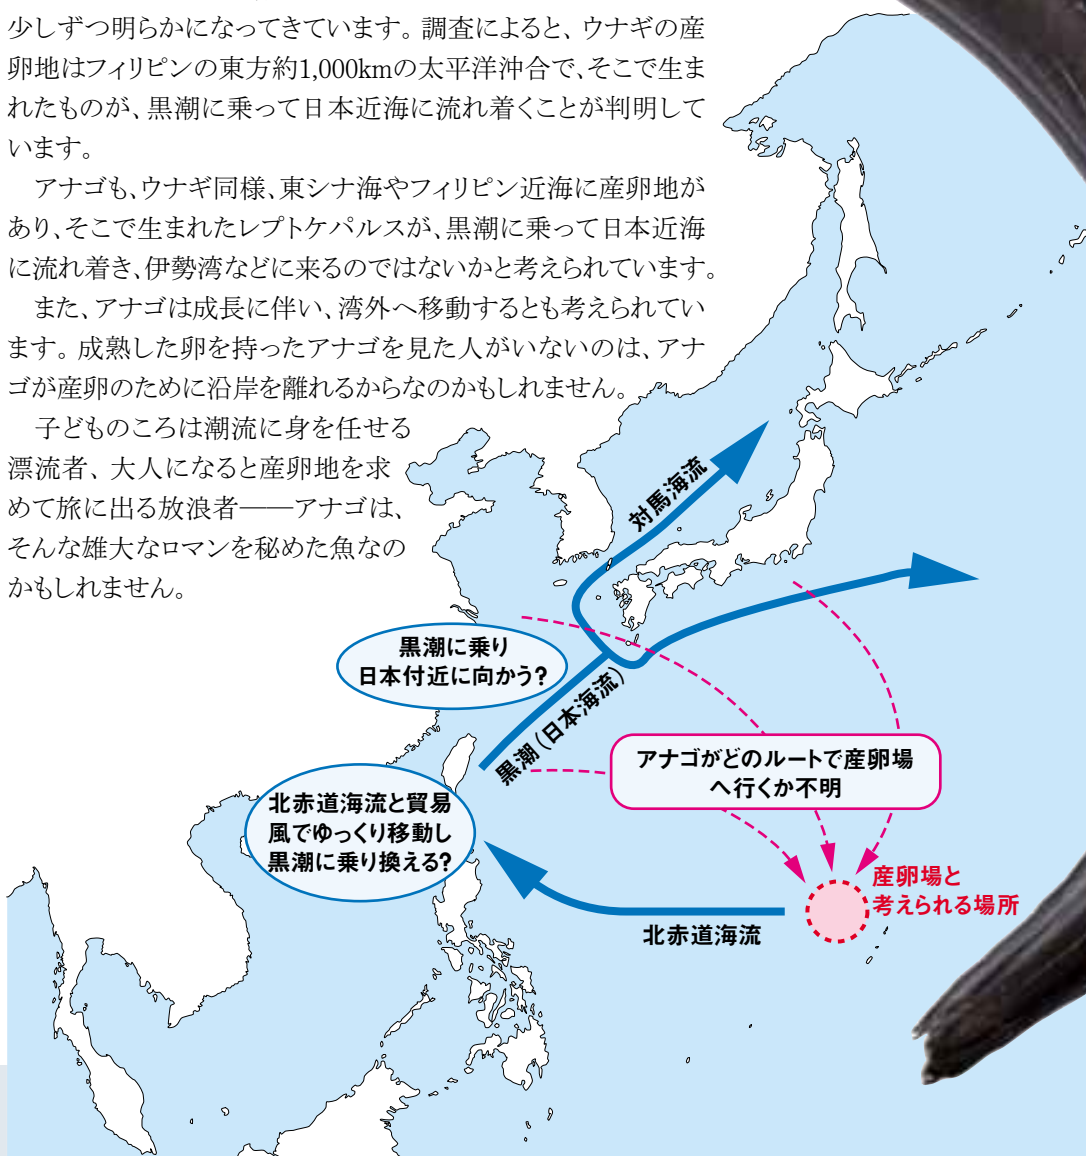 少しずつ明らかになってきています。調査によると、ウナギの産
卵地はフィリピンの東方約1,000kmの太平洋沖合で、そこで生ま
れたものが、黒潮に乗って日本近海に流れ着くことが判明して
います。
アナゴも、ウナギ同様、東シナ海やフィリピン近海に産卵地が
あり、そこで生まれたレプトケパルスが、黒潮に乗って日本近海
に流れ着き、伊勢湾などに来るのではないかと考えられています。
また、アナゴは成長に伴い、湾外へ移動するとも考えられてい
ます。成熟した卵を持ったアナゴを見た人がいないのは、アナ
ゴが産卵のために沿岸を離れるからなのかもしれません。
子どものころは潮流に身を任せる
漂流者、大人になると産卵地を求
めて旅に出る放浪者――アナゴは、
そんな雄大なロマンを秘めた魚なの
かもしれません。
対馬海流
黒潮に乗り
日本付近に向かう?
黒潮(日本海流)
アナゴがどのルートで産卵場
へ行くか不明
北赤道海流と貿易
風でゆっくり移動し
黒潮に乗り換える?
産卵場と
考えられる場所
北赤道海流